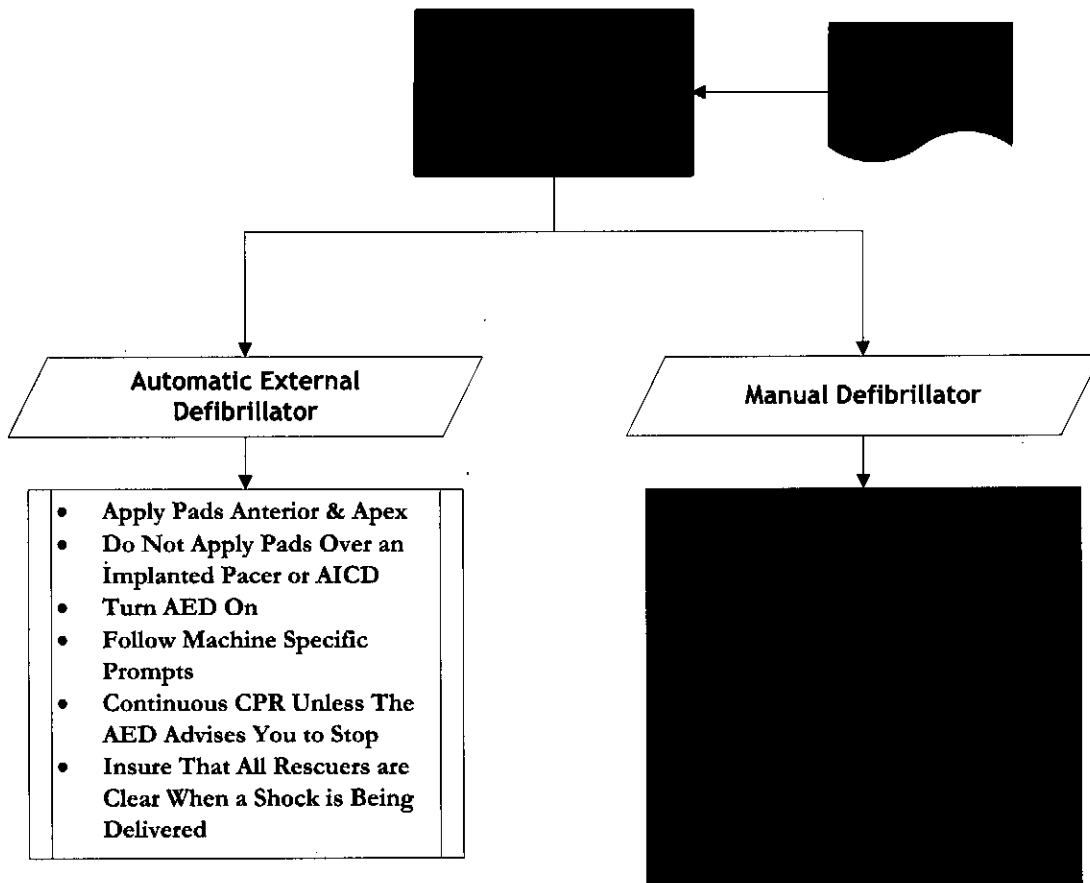 Automatic External
Defibrillator
Manual Defibrillator
• Apply Pads Anterior & Apex
• Do Not Apply Pads Over an
Implanted Pacer or AICD
• Turn AED On
• Follow Machine Specific
Prompts
• Continuous CPR Unless The
AED Advises You to Stop
• Insure That All Rescuers are
Clear When a Shock is Being
Delivered